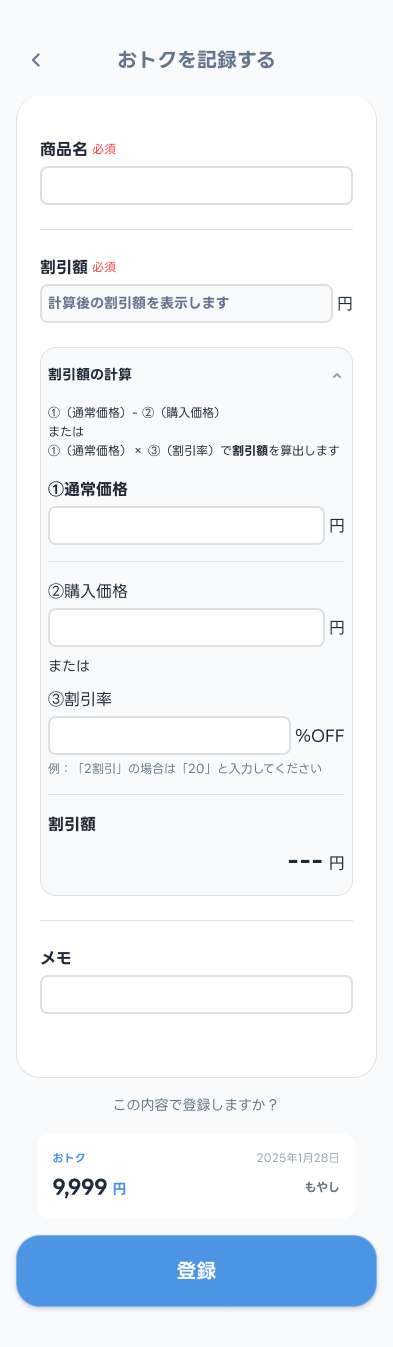 おトクを記録する
商品名 必須
割引額 必須
計算後の割引額を表示します 円
割引額の計算
①（通常価格）- ②（購入価格）
または
①（通常価格）× ③（割引率）で割引額を算出します
①通常価格
円
②購入価格
円
または
③割引率
%OFF
例：「2割引」の場合は「20」と入力してください
割引額
--- 円
メモ
この内容で登録しますか？
おトク 2025年1月28日
9,999 円 もやし
登録